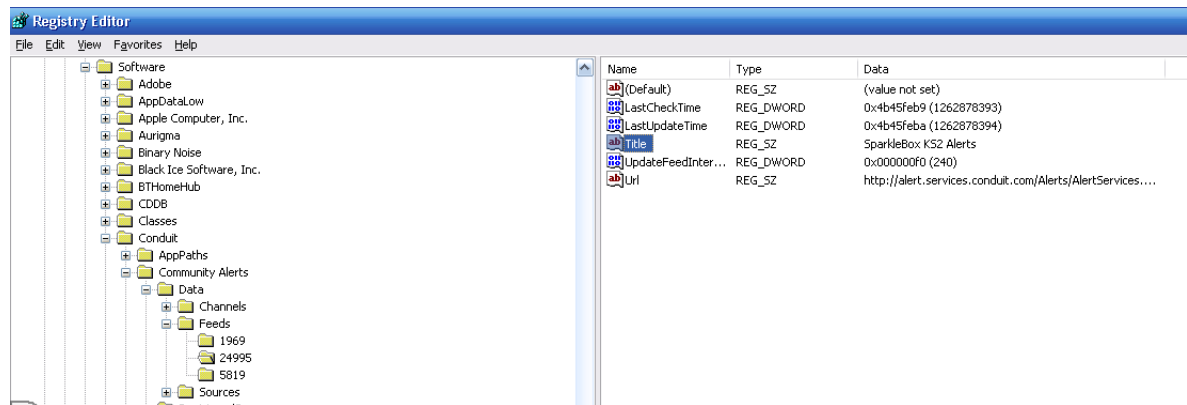 Registry Editor
File Edit View Favorites Help
Software
Adobe
AppDataLow
Apple Computer, Inc.
Aurigma
Binary Noise
Black Ice Software, Inc.
BTHomeHub
CDDB
Classes
Conduit
AppPaths
Community Alerts
Data
Channels
Feeds
1969
24995
5819
Sources
Name Type Data
(Default) REG_SZ (value not set)
LastCheckTime REG_DWORD 0x4b45feb9 (1262878393)
LastUpdateTime REG_DWORD 0x4b45feba (1262878394)
Title REG_SZ SparkleBox KS2 Alerts
UpdateFeedInter... REG_DWORD 0x000000f0 (240)
Url REG_SZ http://alert.services.conduit.com/Alerts/AlertServices....